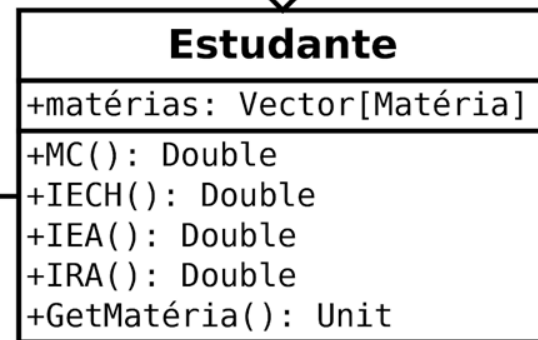 Estudante
+matérias: Vector[Matéria]
+MC(): Double
+IECH(): Double
+IEA(): Double
+IRA(): Double
+GetMatéria(): Unit